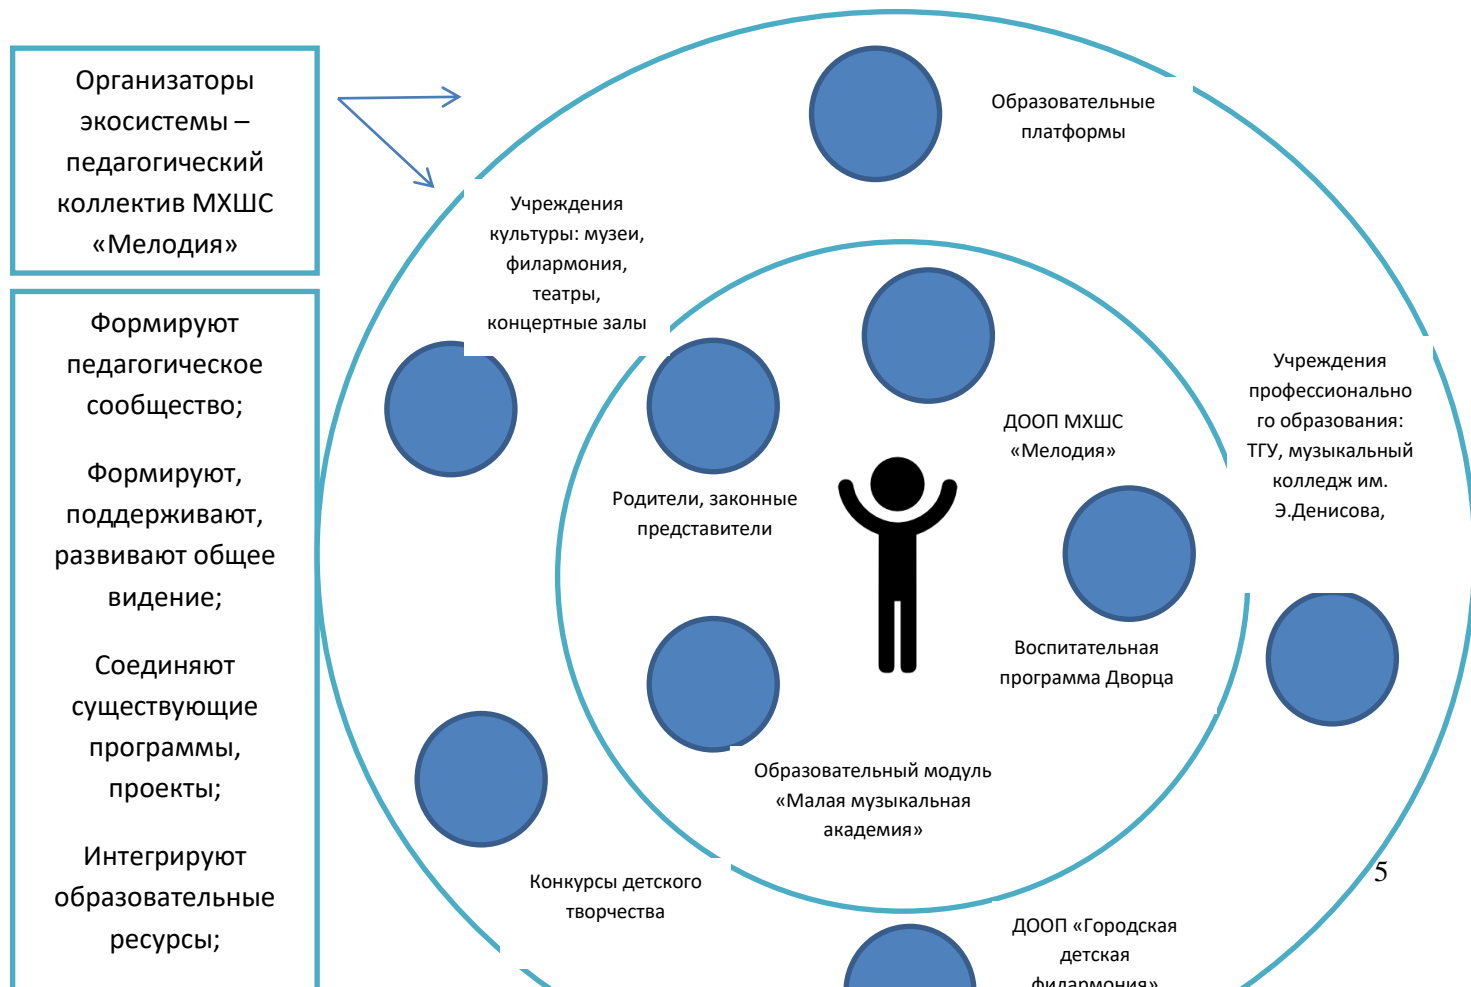 Организаторы
экосистемы –
педагогический
коллектив МХШС
«Мелодия»
Формируют
педагогическое
сообщество;
Формируют,
поддерживают,
развивают общее
видение;
Соединяют
существующие
программы,
проекты;
Интегрируют
образовательные
ресурсы;
Образовательные
платформы
Учреждения
культуры: музеи,
филармония,
театры,
концертные залы
Учреждения
профессионально
го образования:
ТГУ, музыкальный
колледж им.
Э.Денисова,
ДООП МХШС
«Мелодия»
Родители, законные
представители
Воспитательная
программа Дворца
Образовательный модуль
«Малая музыкальная
академия»
Конкурсы детского
творчества
5
ДООП «Городская
детская
филармония»